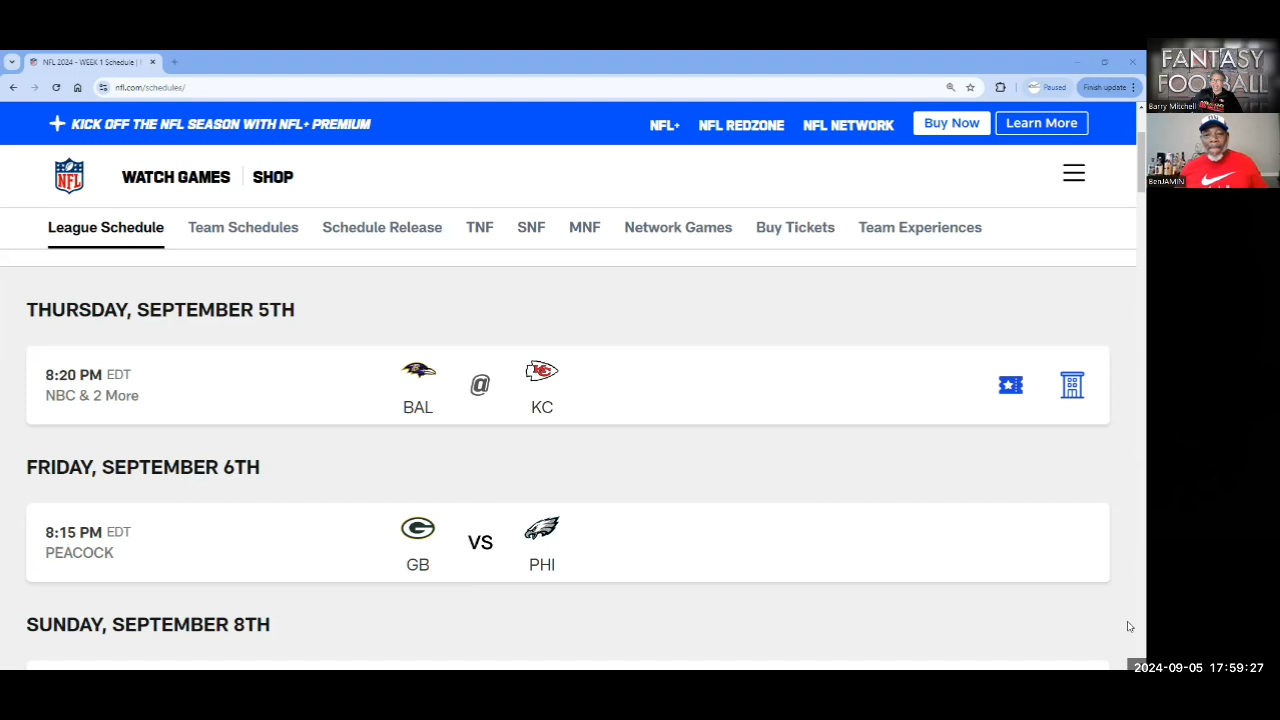 NFL 2024 - WEEK 1 Schedule |
nfl.com/schedules/
Paused
Finish update
KICK OFF THE NFL SEASON WITH NFL+ PREMIUM
NFL+
NFL REDZONE
NFL NETWORK
Buy Now
Learn More
NFL
WATCH GAMES
SHOP
League Schedule
Team Schedules
Schedule Release
TNF
SNF
MNF
Network Games
Buy Tickets
Team Experiences
THURSDAY, SEPTEMBER 5TH
8:20 PM EDT
NBC & 2 More
BAL
@
KC
FRIDAY, SEPTEMBER 6TH
8:15 PM EDT
PEACOCK
GB
VS
PHI
SUNDAY, SEPTEMBER 8TH
FANTASY
FOOTBALL
Barry Mitchell
BenJAMIN
2024-09-05 17:59:27